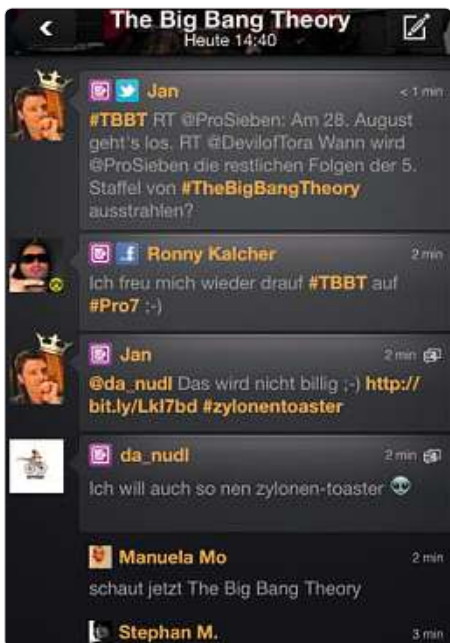 The Big Bang Theory
Heute 14:40
Jan
< 1 min
#TBBT RT @ProSieben: Am 28. August
geht's los. RT @DevilofTora Wann wird
@ProSieben die restlichen Folgen der 5.
Staffel von #TheBigBangTheory
ausstrahlen?
Ronny Kalcher
2 min
Ich freu mich wieder drauf #TBBT auf
#Pro7 ;-)
Jan
2 min
@da_nudl Das wird nicht billig ;-) http://
bit.ly/LkI7bd #zylonentoaster
da_nudl
2 min
Ich will auch so nen zylonen-toaster
Manuela Mo
2 min
schaut jetzt The Big Bang Theory
Stephan M.
3 min